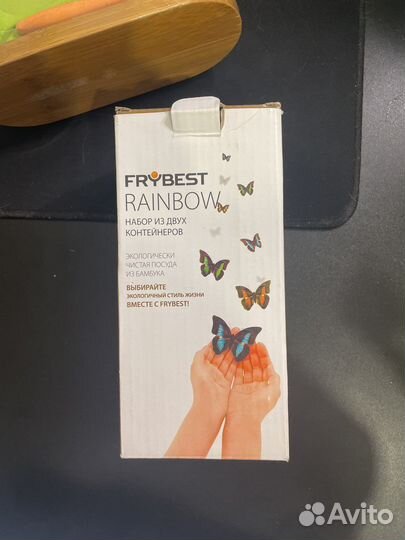 FRYBEST
RAINBOW
НАБОР ИЗ ДВУХ
КОНТЕЙНЕРОВ
ЭКОЛОГИЧЕСКИ
ЧИСТАЯ ПОСУДА
ИЗ БАМБУКА
ВЫБИРАЙТЕ
ЭКОЛОГИЧНЫЙ СТИЛЬ ЖИЗНИ
ВМЕСТЕ С FRYBEST!
Avito